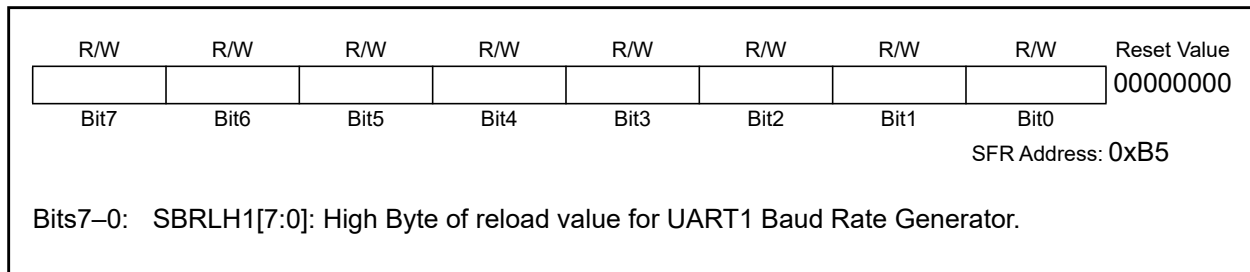 R/W R/W R/W R/W R/W R/W R/W R/W Reset Value
00000000
Bit7 Bit6 Bit5 Bit4 Bit3 Bit2 Bit1 Bit0
SFR Address: 0xB5
Bits7–0: SBRLH1[7:0]: High Byte of reload value for UART1 Baud Rate Generator.